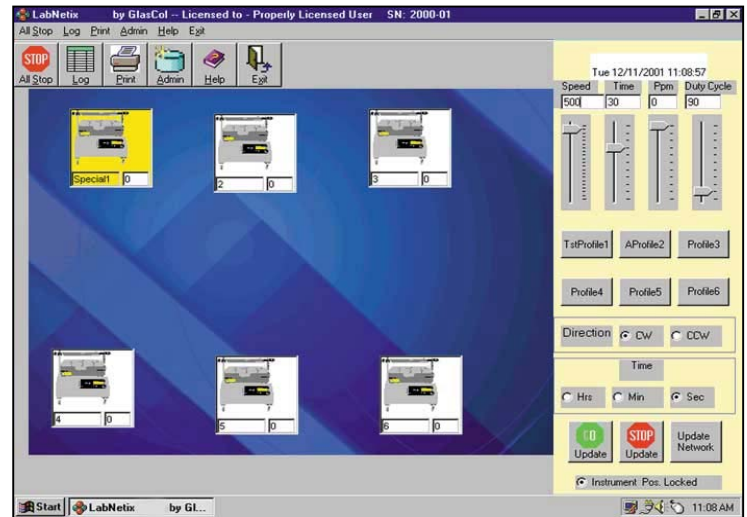 LabNetix by GlasCol -- Licensed to - Properly Licensed User SN: 2000-01
All Stop Log Print Admin Help Exit
STOP
All Stop Log Print Admin Help Exit
Tue 12/11/2001 11:08:57
Speed Time Ppm Duty Cycle
500 30 0 90
Special1 0
2 0
3 0
TstProfile1 AProfile2 Profile3
Profile4 Profile5 Profile6
Direction CW CCW
Time
Hrs Min Sec
4 0
5 0
6 0
GO Update
STOP Update
Update Network
Instrument Pos. Locked
Start LabNetix by Gl... 11:08 AM